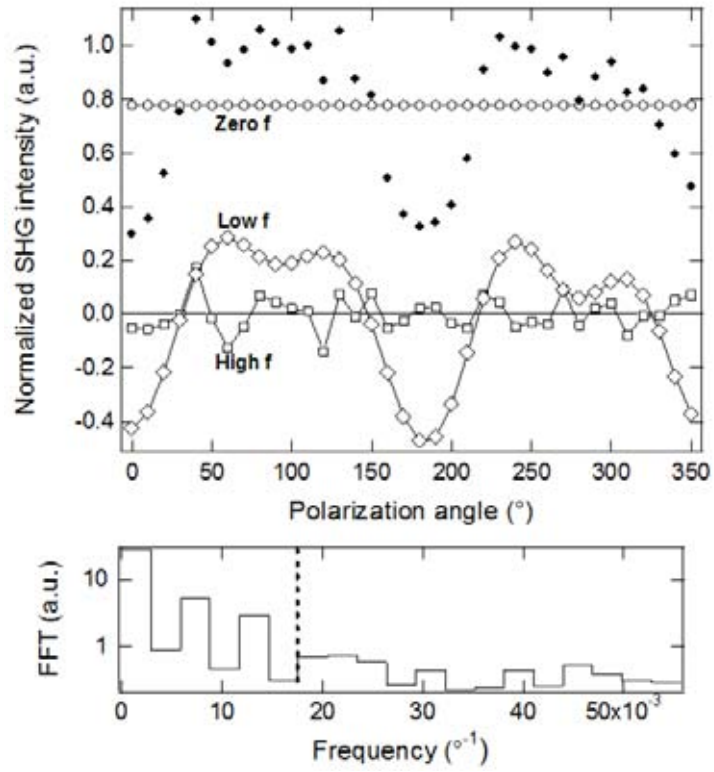 1.0
0.8
0.6
0.4
0.2
0.0
-0.2
-0.4
Normalized SHG intensity (a.u.)
Zero f
Low f
High f
0 50 100 150 200 250 300 350
Polarization angle (°)
10
1
FFT (a.u.)
0 10 20 30 40 50x10⁻³
Frequency (°⁻¹)